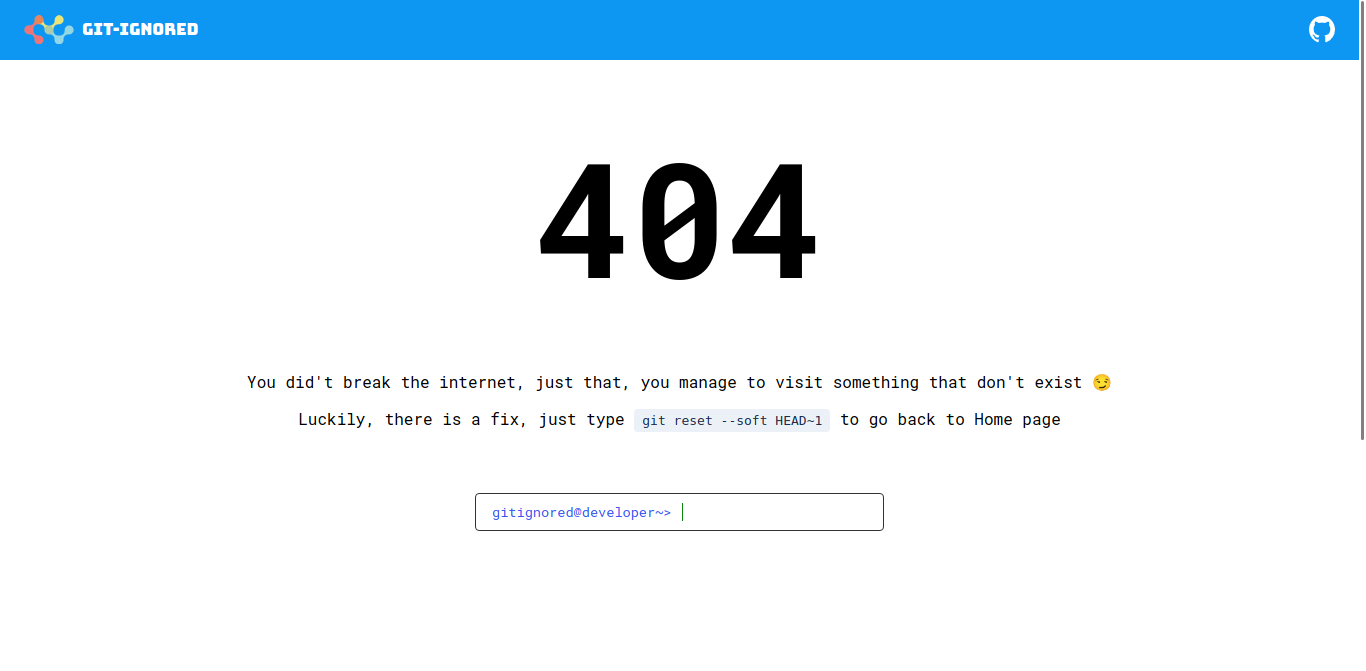 GIT-IGNORED
404
You did't break the internet, just that, you manage to visit something that don't exist 😏
Luckily, there is a fix, just type git reset --soft HEAD~1 to go back to Home page
gitignored@developer~>